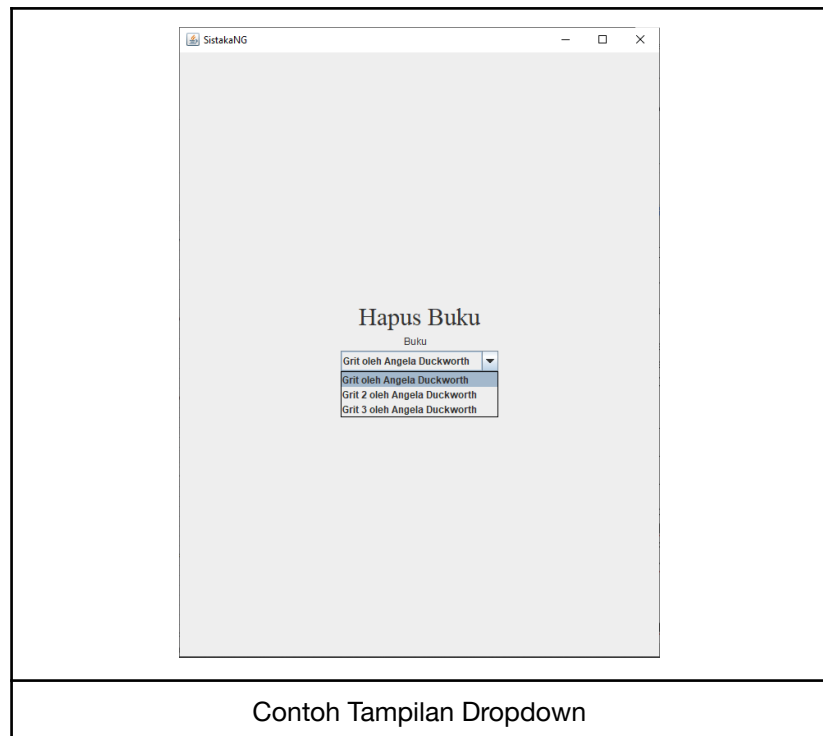 SistakaNG
Hapus Buku
Buku
Grit oleh Angela Duckworth
Grit oleh Angela Duckworth
Grit 2 oleh Angela Duckworth
Grit 3 oleh Angela Duckworth
Contoh Tampilan Dropdown